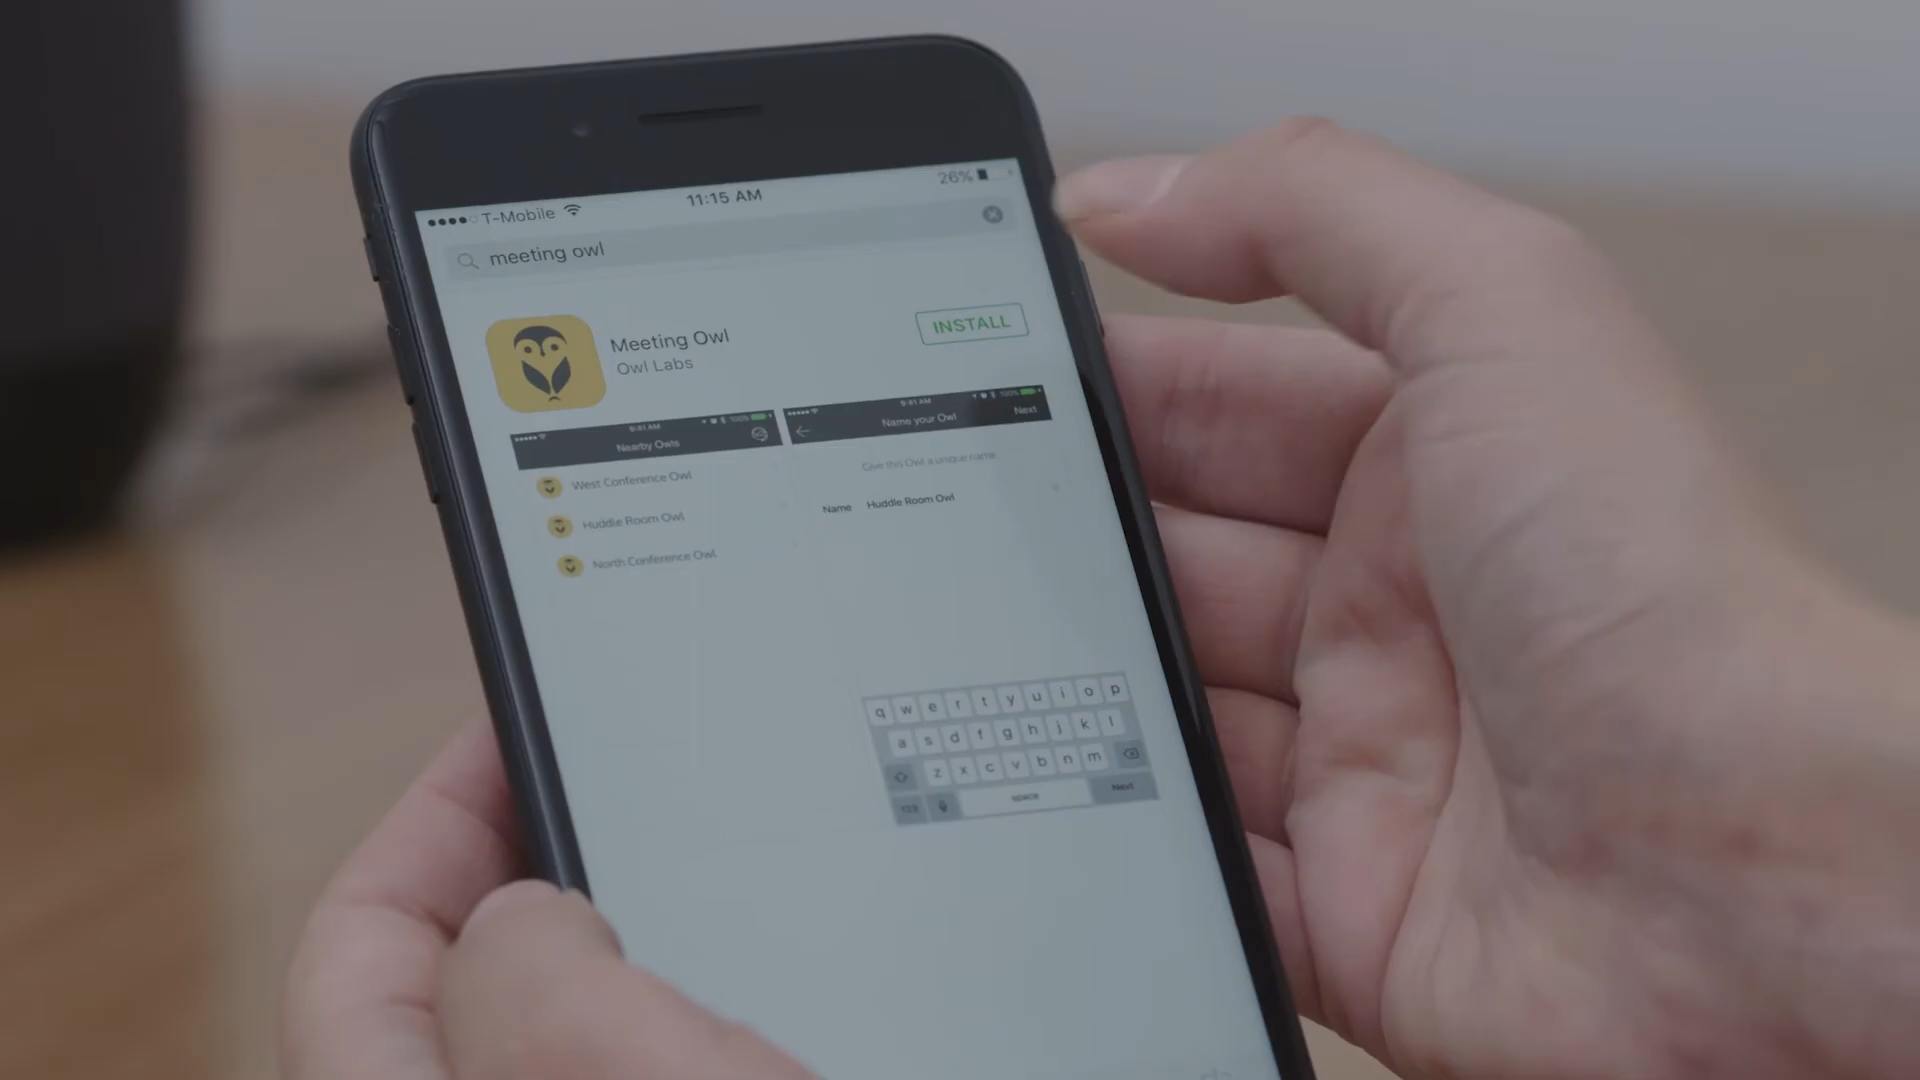 T-Mobile 11:15 AM 26%
meeting owl
Meeting Owl
Owl Labs
INSTALL
9:41 AM 100%
Nearby Owls
West Conference Owl
Huddle Room Owl
North Conference Owl
9:41 AM 100%
Name your Owl Next
Give this Owl a unique name
Name Huddle Room Owl
q w e r t y u i o p
a s d f g h j k l
z x c v b n m
123 space Next